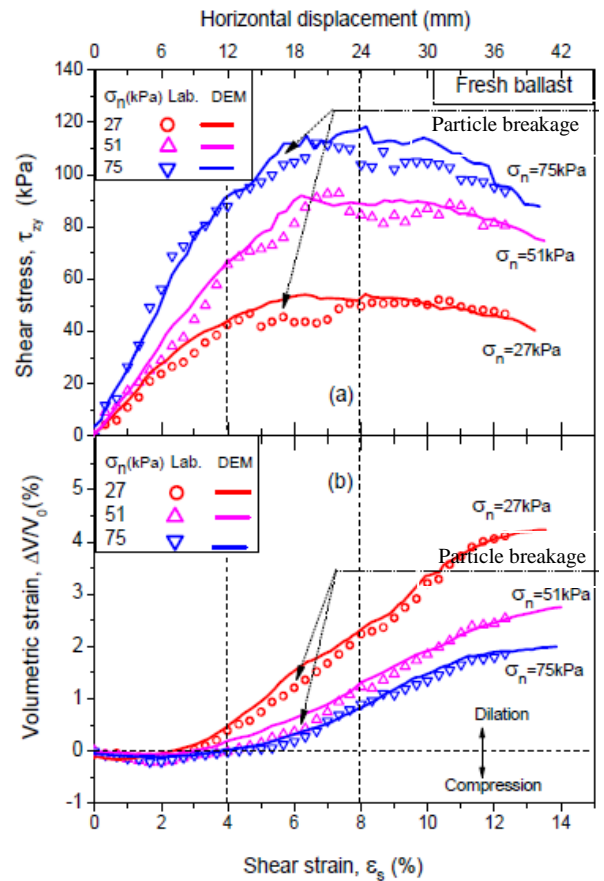 Horizontal displacement (mm)
0 6 12 18 24 30 36 42
140
120
100
80
60
40
20
0
Shear stress, τzy (kPa)
σn(kPa) Lab. DEM
27
51
75
Fresh ballast
Particle breakage
σn=75kPa
σn=51kPa
σn=27kPa
(a)
σn(kPa) Lab. DEM
27
51
75
(b)
σn=27kPa
Particle breakage
σn=51kPa
σn=75kPa
Dilation
Compression
5
4
3
2
1
0
-1
Volumetric strain, ΔV/V0(%)
0 2 4 6 8 10 12 14
Shear strain, εs (%)